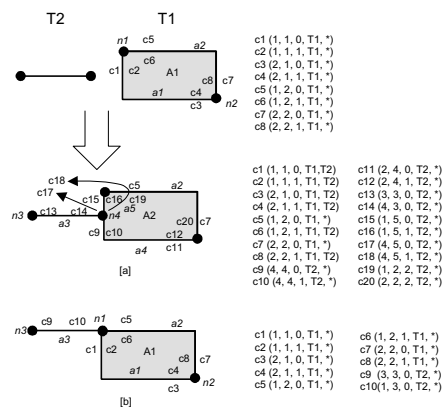 T2 T1
n1 c5 a2
c6
c1 c2 A1 c8 c7
a1 c4
c3 n2
c1 (1, 1, 0, T1, *)
c2 (1, 1, 1, T1, *)
c3 (2, 1, 0, T1, *)
c4 (2, 1, 1, T1, *)
c5 (1, 2, 0, T1, *)
c6 (1, 2, 1, T1, *)
c7 (2, 2, 0, T1, *)
c8 (2, 2, 1, T1, *)
c18
c17 c5 a2
c15 c16 c19
a5
n3 c13 c14 n4 A2 c20 c7
a3 c9 c10 c12
a4 c11
[a]
c1 (1, 1, 0, T1,T2)
c2 (1, 1, 1, T1, T2)
c3 (2, 1, 0, T1, T2)
c4 (2, 1, 1, T1, T2)
c5 (1, 2, 0, T1, *)
c6 (1, 2, 1, T1, T2)
c7 (2, 2, 0, T1, *)
c8 (2, 2, 1, T1, T2)
c9 (4, 4, 0, T2, *)
c10 (4, 4, 1, T2, *)
c11 (2, 4, 0, T2, *)
c12 (2, 4, 1, T2, *)
c13 (3, 3, 0, T2, *)
c14 (4, 3, 0, T2, *)
c15 (1, 5, 0, T2, *)
c16 (1, 5, 1, T2, *)
c17 (4, 5, 0, T2, *)
c18 (4, 5, 1, T2, *)
c19 (1, 2, 2, T2, *)
c20 (2, 2, 2, T2, *)
c9 c10 n1 c5 a2
n3 a3 c6
c1 c2 A1 c8 c7
a1 c4
c3 n2
[b]
c1 (1, 1, 0, T1, *)
c2 (1, 1, 1, T1, *)
c3 (2, 1, 0, T1, *)
c4 (2, 1, 1, T1, *)
c5 (1, 2, 0, T1, *)
c6 (1, 2, 1, T1, *)
c7 (2, 2, 0, T1, *)
c8 (2, 2, 1, T1, *)
c9 (3, 3, 0, T2, *)
c10(1, 3, 0, T2, *)